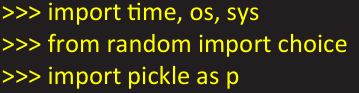 >>> import time, os, sys
>>> from random import choice
>>> import pickle as p